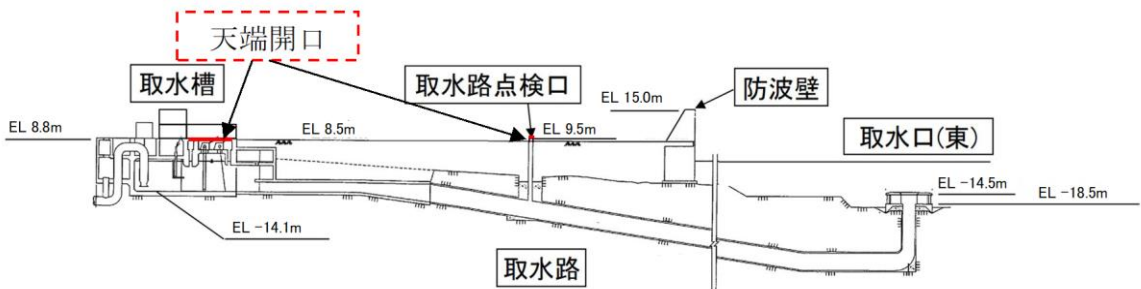 天端開口
取水槽
取水路点検口
防波壁
EL 15.0m
EL 8.8m
EL 8.5m
EL 9.5m
取水口(東)
EL -14.5m
EL -18.5m
EL -14.1m
取水路